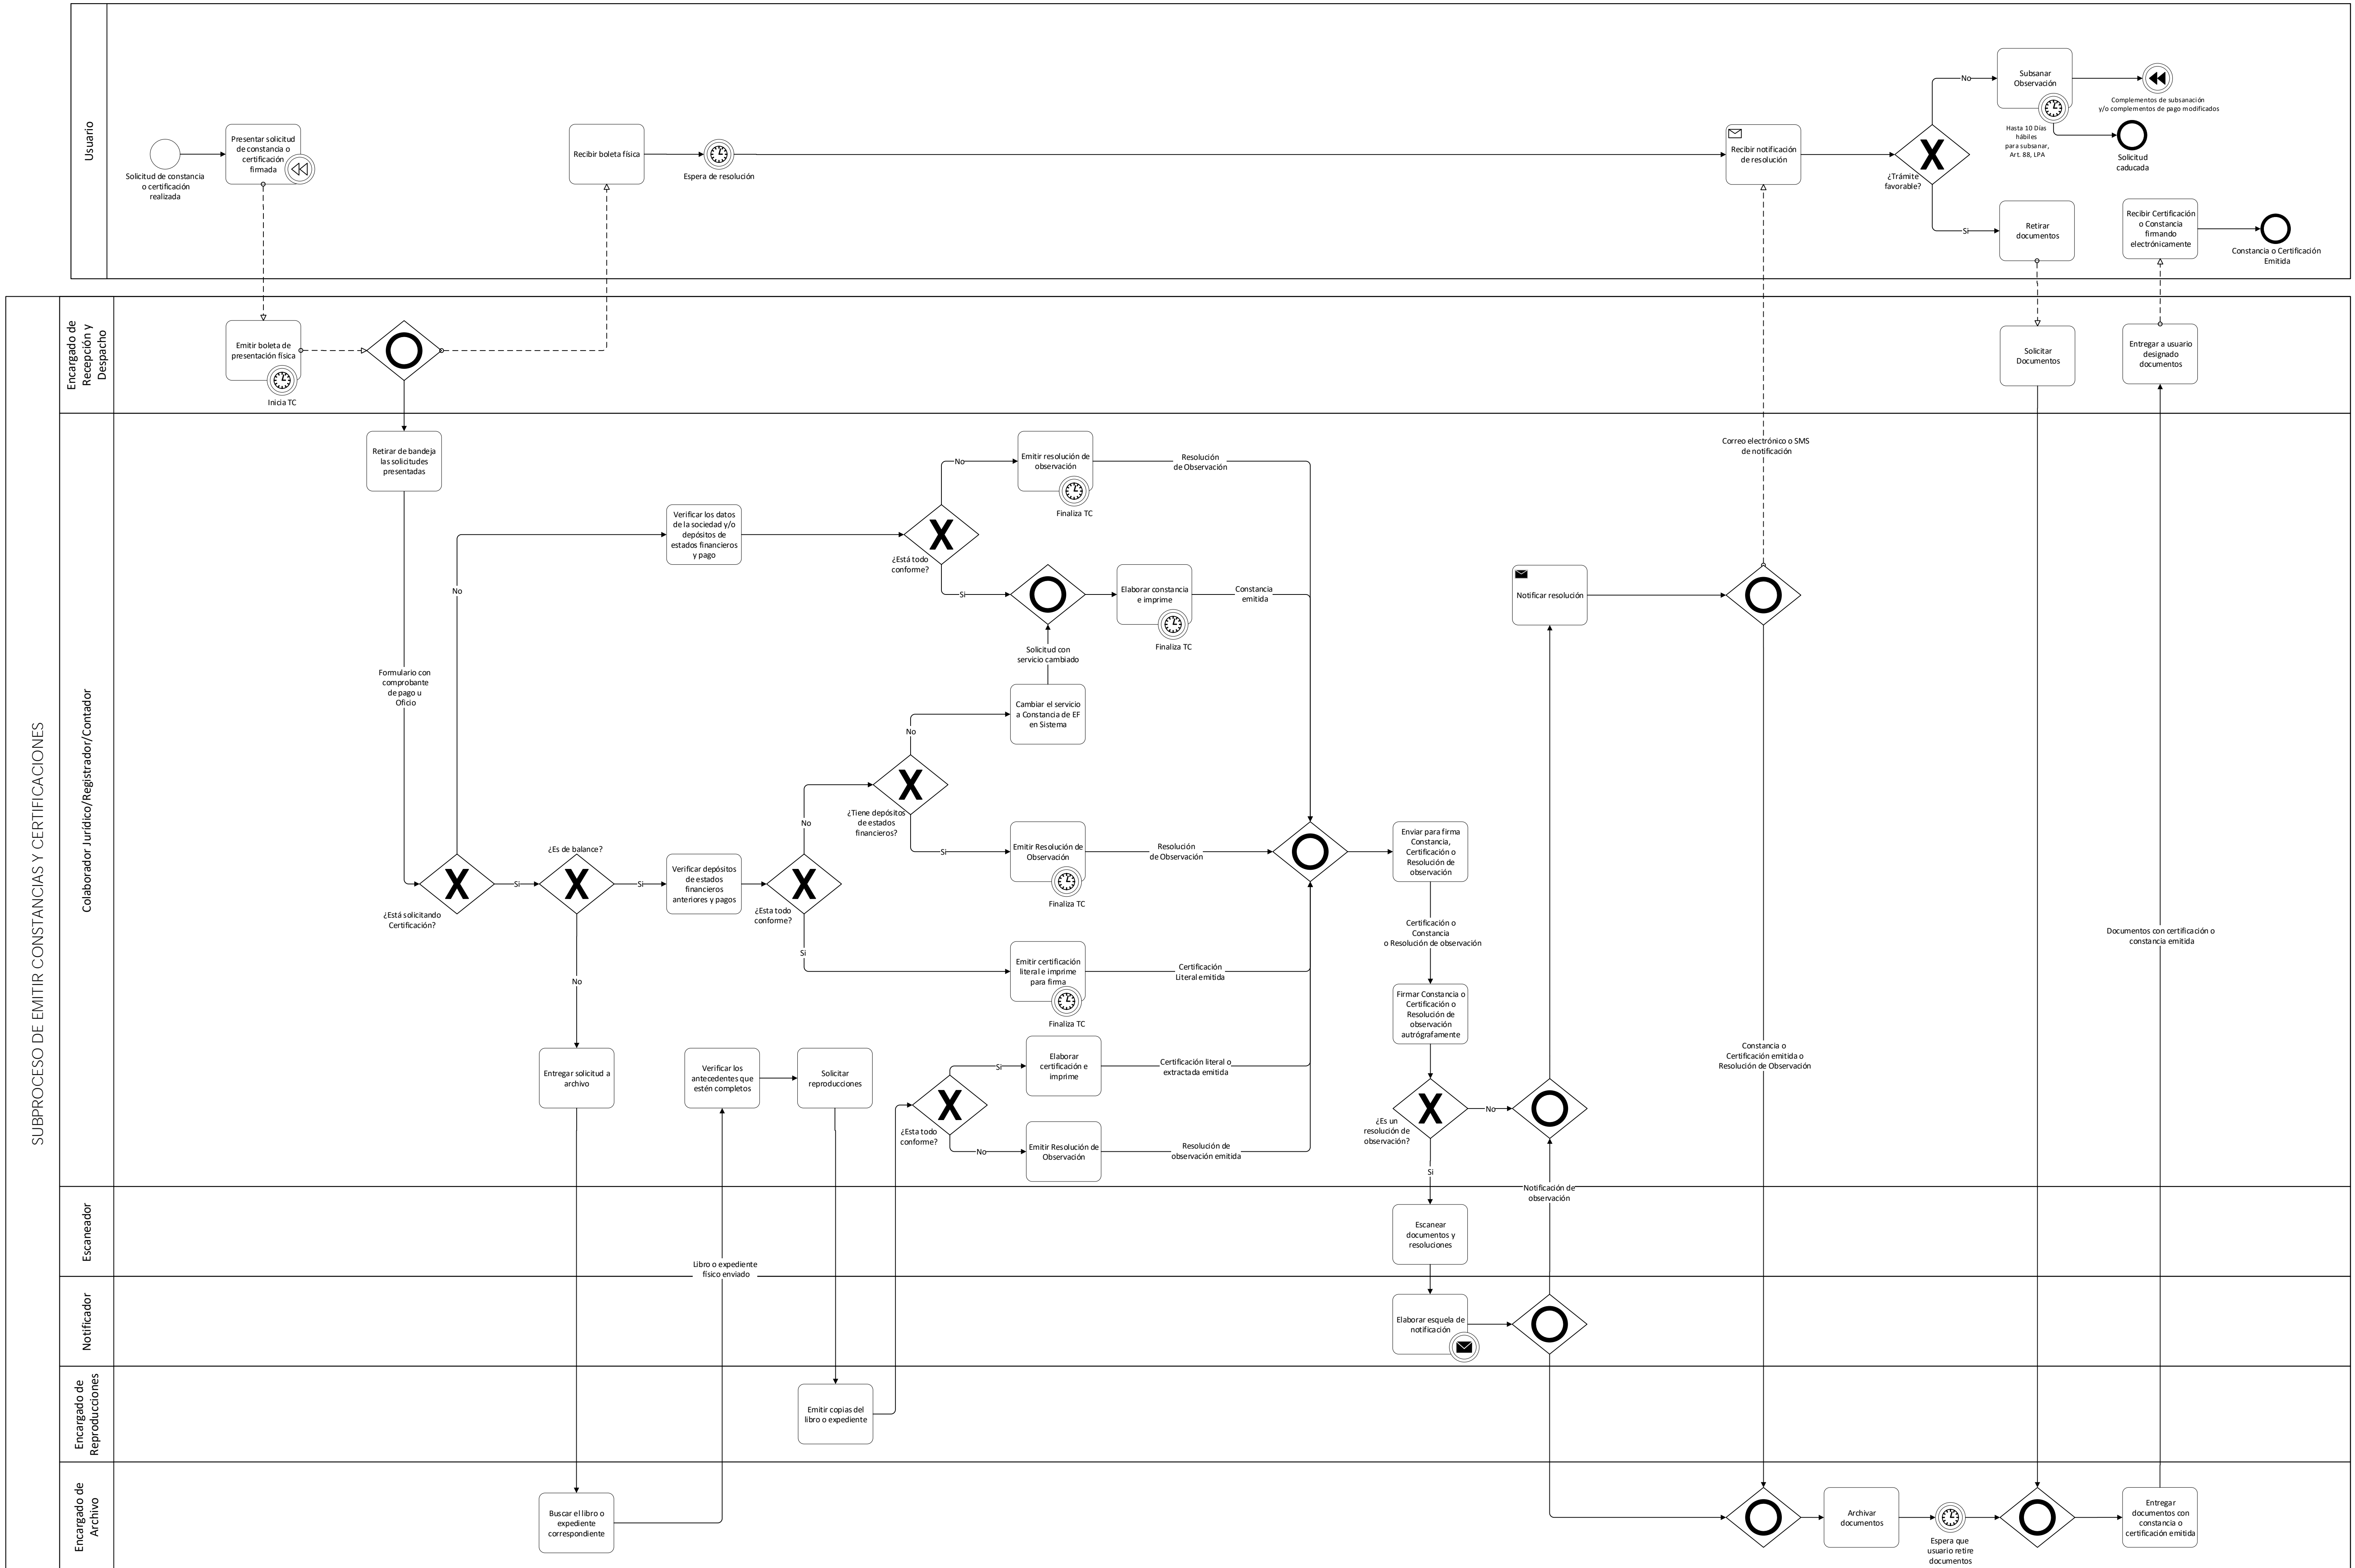 Usuario
Solicitud de constancia
o certificación
realizada
Presentar solicitud
de constancia o
certificación
firmada
Recibir boleta física
Espera de resolución
Recibir notificación
de resolución
¿Trámite
favorable?
No
Subsanar
Observación
Hasta 10 Días
hábiles
para subsanar,
Art. 88, LPA
Complementos de subsanación
y/o complementos de pago modificados
Solicitud
caducada
Si
Retirar
documentos
Recibir Certificación
o Constancia
firmando
electrónicamente
Constancia o Certificación
Emitida
SUBPROCESO DE EMITIR CONSTANCIAS Y CERTIFICACIONES
Encargado de
Recepción y
Despacho
Emitir boleta de
presentación física
Inicia TC
Solicitar
Documentos
Entregar a usuario
designado
documentos
Colaborador Jurídico/Registrador/Contador
Retirar de bandeja
las solicitudes
presentadas
Formulario con
comprobante
de pago u
Oficio
¿Está solicitando
Certificación?
No
Si
Verificar los datos
de la sociedad y/o
depósitos de
estados financieros
y pago
¿Está todo
conforme?
No
Emitir resolución de
observación
Finaliza TC
Resolución
de Observación
Si
Elaborar constancia
e imprime
Finaliza TC
Constancia
emitida
Solicitud con
servicio cambiado
Cambiar el servicio
a Constancia de EF
en Sistema
¿Es de balance?
Si
No
Verificar depósitos
de estados
financieros
anteriores y pagos
¿Esta todo
conforme?
No
Si
¿Tiene depósitos
de estados
financieros?
No
Si
Emitir Resolución de
Observación
Finaliza TC
Resolución
de Observación
Emitir certificación
literal e imprime
para firma
Finaliza TC
Certificación
Literal emitida
Entregar solicitud a
archivo
Verificar los
antecedentes que
estén completos
Solicitar
reproducciones
¿Esta todo
conforme?
Si
Elaborar
certificación e
imprime
Certificación literal o
extractada emitida
No
Emitir Resolución de
Observación
Resolución de
observación emitida
Enviar para firma
Constancia,
Certificación o
Resolución de
observación
Certificación o
Constancia
o Resolución de observación
Firmar Constancia o
Certificación o
Resolución de
observación
autrógrafamente
¿Es un
resolución de
observación?
No
Si
Notificar resolución
Correo electrónico o SMS
de notificación
Constancia o
Certificación emitida o
Resolución de Observación
Documentos con certificación o
constancia emitida
Notificación de
observación
Escaneador
Libro o expediente
físico enviado
Escanear
documentos y
resoluciones
Notificador
Elaborar esquela de
notificación
Encargado de
Reproducciones
Emitir copias del
libro o expediente
Encargado de
Archivo
Buscar el libro o
expediente
correspondiente
Archivar
documentos
Espera que
usuario retire
documentos
Entregar
documentos con
constancia o
certificación emitida